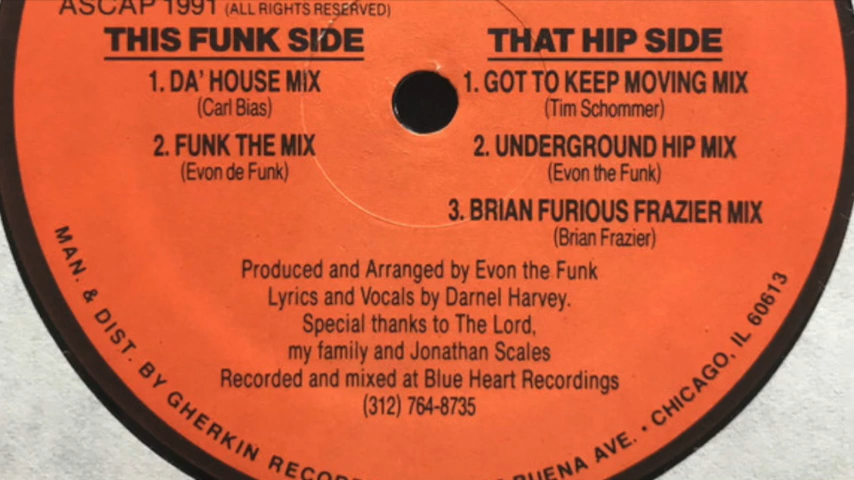 ASCAP 1991 (ALL RIGHTS RESERVED)
THIS FUNK SIDE
1. DA' HOUSE MIX
(Carl Bias)
2. FUNK THE MIX
(Evon de Funk)
THAT HIP SIDE
1. GOT TO KEEP MOVING MIX
(Tim Schommer)
2. UNDERGROUND HIP MIX
(Evon the Funk)
3. BRIAN FURIOUS FRAZIER MIX
(Brian Frazier)
Produced and Arranged by Evon the Funk
Lyrics and Vocals by Darnel Harvey.
Special thanks to The Lord,
my family and Jonathan Scales
Recorded and mixed at Blue Heart Recordings
(312) 764-8735
MAN. & DIST. BY GHERKIN RECOR BUENA AVE. • CHICAGO, IL 60613